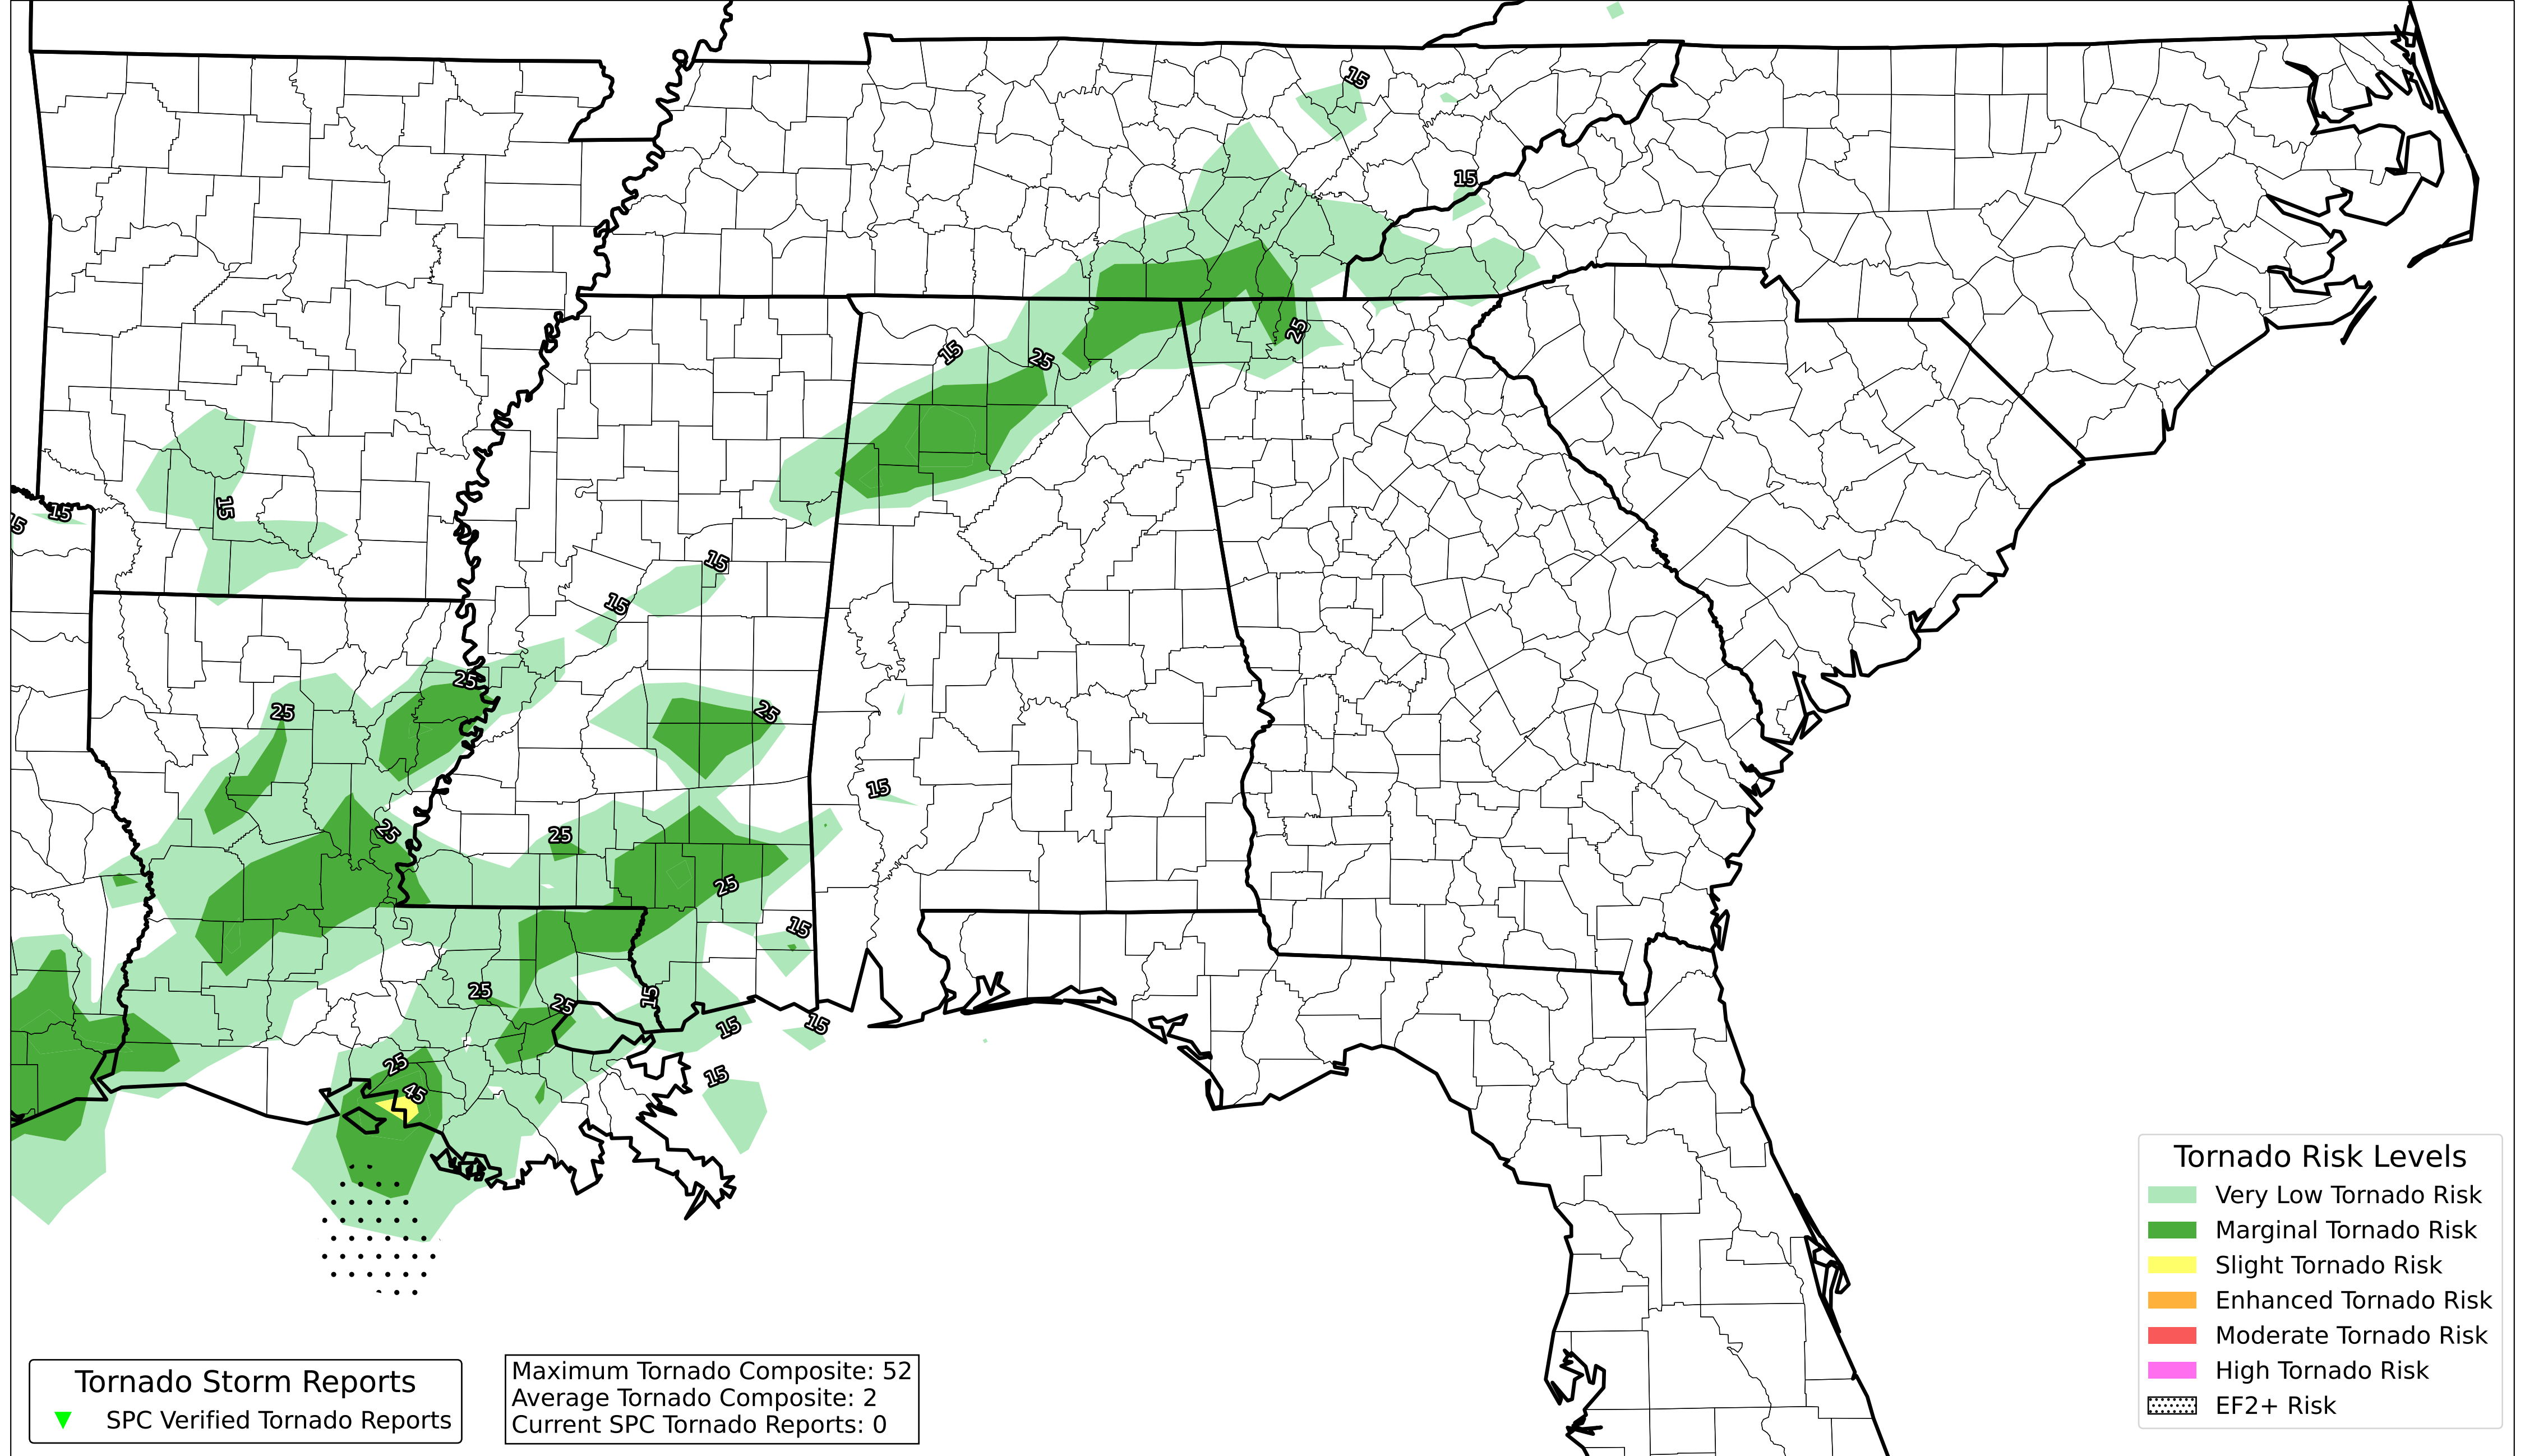 15
15
15
25
15
25
15
15
15
15
15
25
25
25
25
25
25
15
15
25
25
15
15
15
25
15
45
Tornado Risk Levels
Very Low Tornado Risk
Marginal Tornado Risk
Slight Tornado Risk
Enhanced Tornado Risk
Moderate Tornado Risk
High Tornado Risk
EF2+ Risk
Tornado Storm Reports
SPC Verified Tornado Reports
Maximum Tornado Composite: 52
Average Tornado Composite: 2
Current SPC Tornado Reports: 0